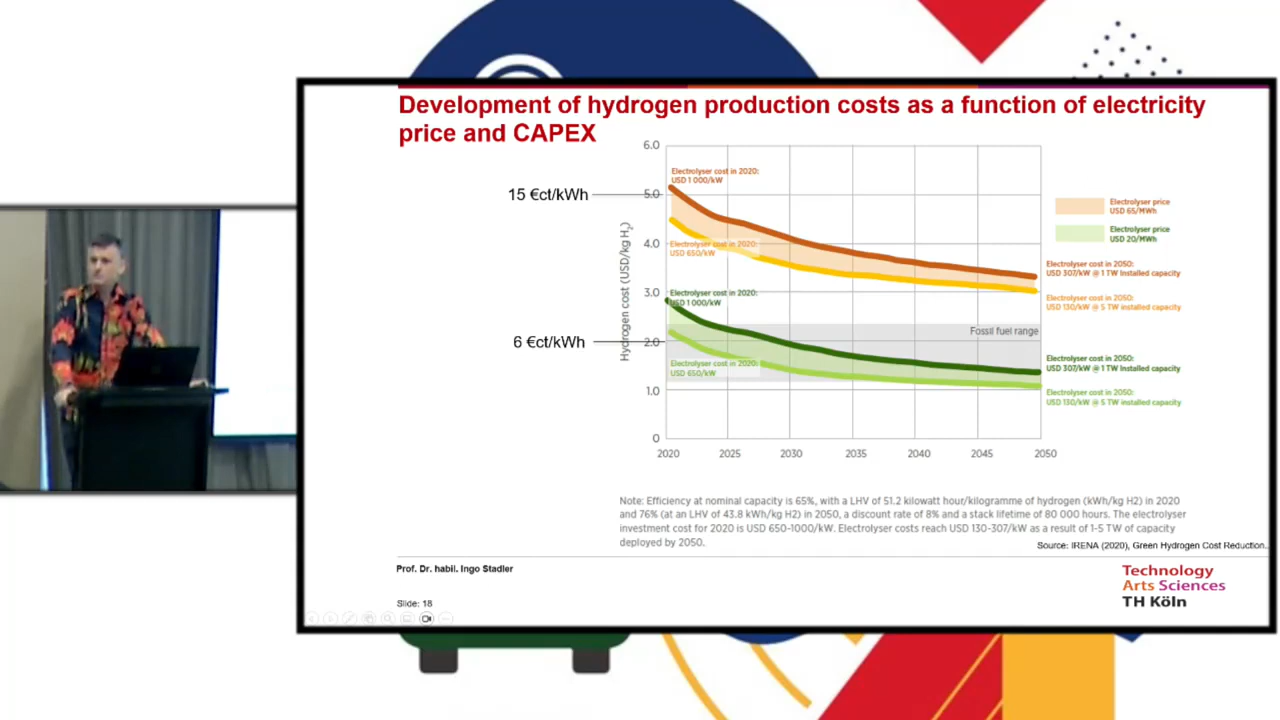 Development of hydrogen production costs as a function of electricity
price and CAPEX
15 €ct/kWh
6 €ct/kWh
Hydrogen cost (USD/kg H2)
6.0
5.0
4.0
3.0
2.0
1.0
0
2020
2025
2030
2035
2040
2045
2050
Electrolyser cost in 2020:
USD 1 000/kW
Electrolyser cost in 2020:
USD 650/kW
Electrolyser cost in 2020:
USD 1 000/kW
Electrolyser cost in 2020:
USD 650/kW
Fossil fuel range
Electrolyser price
USD 65/MWh
Electrolyser price
USD 20/MWh
Electrolyser cost in 2050:
USD 307/kW @ 1 TW Installed capacity
Electrolyser cost in 2050:
USD 130/kW @ 5 TW installed capacity
Electrolyser cost in 2050:
USD 307/kW @ 1 TW Installed capacity
Electrolyser cost in 2050:
USD 130/kW @ 5 TW installed capacity
Note: Efficiency at nominal capacity is 65%, with a LHV of 51.2 kilowatt hour/kilogramme of hydrogen (kWh/kg H2) in 2020
and 76% (at an LHV of 43.8 kWh/kg H2) in 2050, a discount rate of 8% and a stack lifetime of 80 000 hours. The electrolyser
investment cost for 2020 is USD 650-1000/kW. Electrolyser costs reach USD 130-307/kW as a result of 1-5 TW of capacity
deployed by 2050.
Source: IRENA (2020), Green Hydrogen Cost Reduction..
Prof. Dr. habil. Ingo Stadler
Slide: 18
Technology
Arts Sciences
TH Köln